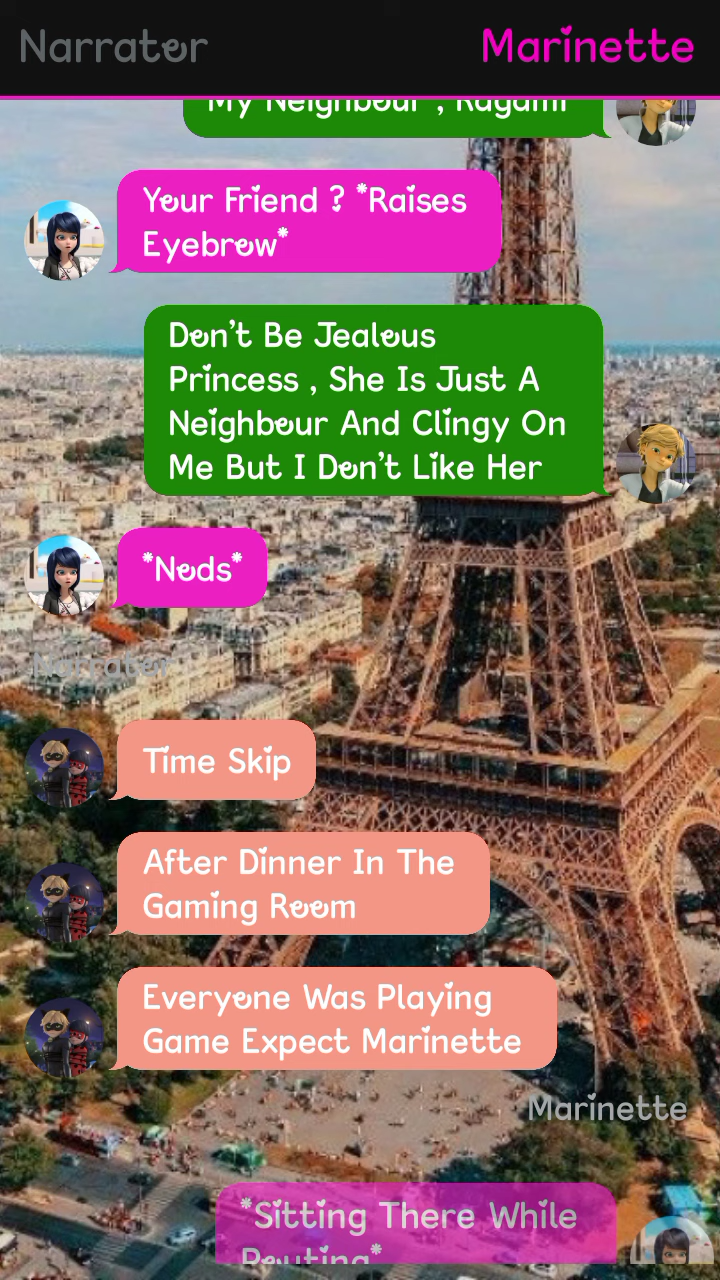 Narrator
Marinette
My Neighbour , Kagami
Your Friend ? *Raises
Eyebrow*
Don't Be Jealous
Princess , She Is Just A
Neighbour And Clingy On
Me But I Don't Like Her
*Nods*
Narrator
Time Skip
After Dinner In The
Gaming Room
Everyone Was Playing
Game Expect Marinette
Marinette
*Sitting There While
Pouting*